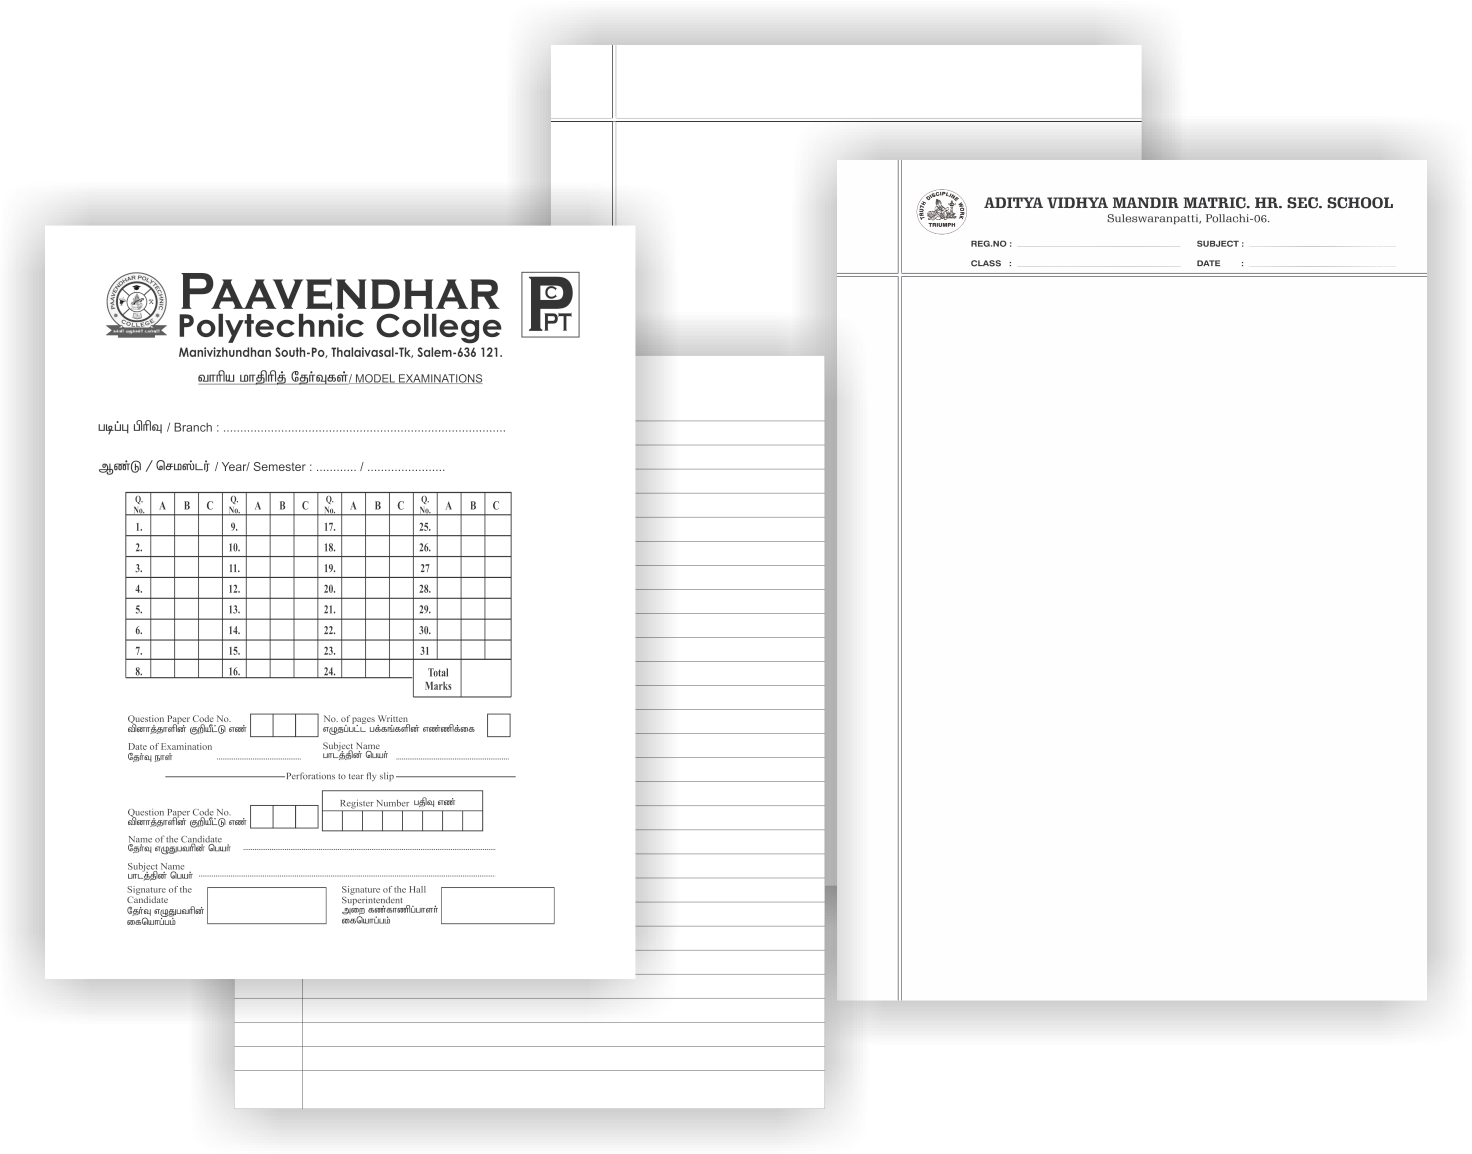 PAAVENDHAR POLYTECHNIC
COLLEGE
PAAVENDHAR
Polytechnic College
Manivizhundhan South-Po, Thalaivasal-Tk, Salem-636 121.
C
P
PT
வாரிய மாதிரித் தேர்வுகள்/ MODEL EXAMINATIONS
படிப்பு பிரிவு / Branch :
ஆண்டு / செமஸ்டர் / Year/ Semester : ............ / .......................
Q. No. A B C Q. No. A B C Q. No. A B C Q. No. A B C
1. 9. 17. 25.
2. 10. 18. 26.
3. 11. 19. 27
4. 12. 20. 28.
5. 13. 21. 29.
6. 14. 22. 30.
7. 15. 23. 31
8. 16. 24. Total
Marks
Question Paper Code No. No. of pages Written
வினாத்தாளின் குறியீட்டு எண் எழுதப்பட்ட பக்கங்களின் எண்ணிக்கை
Date of Examination Subject Name
தேர்வு நாள் பாடத்தின் பெயர்
Perforations to tear fly slip
Register Number பதிவு எண்
Question Paper Code No.
வினாத்தாளின் குறியீட்டு எண்
Name of the Candidate
தேர்வு எழுதுபவரின் பெயர்
Subject Name
பாடத்தின் பெயர்
Signature of the Signature of the Hall
Candidate Superintendent
தேர்வு எழுதுபவரின் அறை கண்காணிப்பாளர்
கையொப்பம் கையொப்பம்
TRUTH DISCIPLINE WORK
TRIUMPH
ADITYA VIDHYA MANDIR MATRIC. HR. SEC. SCHOOL
Suleswaranpatti, Pollachi-06.
REG.NO : SUBJECT :
CLASS : DATE :